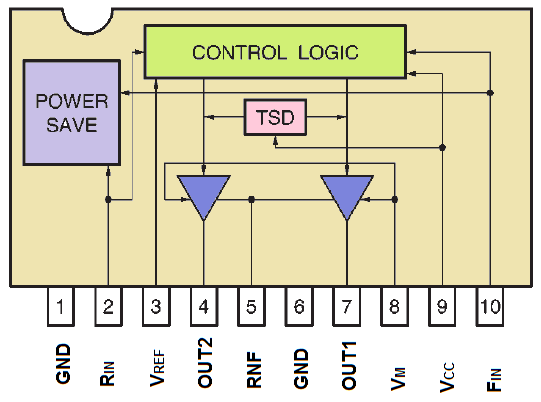 CONTROL LOGIC
POWER
SAVE
TSD
1 2 3 4 5 6 7 8 9 10
GND
RIN
VREF
OUT2
RNF
GND
OUT1
VM
VCC
FIN